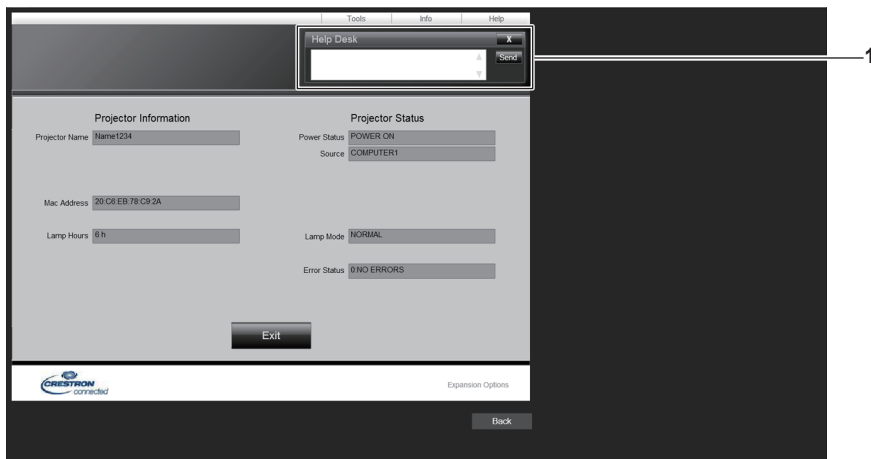 Tools Info Help
Help Desk X
Send
1
Projector Information Projector Status
Projector Name Name1234 Power Status POWER ON
Source COMPUTER1
Mac Address 20:C6:EB:78:C9:2A
Lamp Hours 6 h Lamp Mode NORMAL
Error Status 0:NO ERRORS
Exit
CRESTRON
connected
Expansion Options
Back